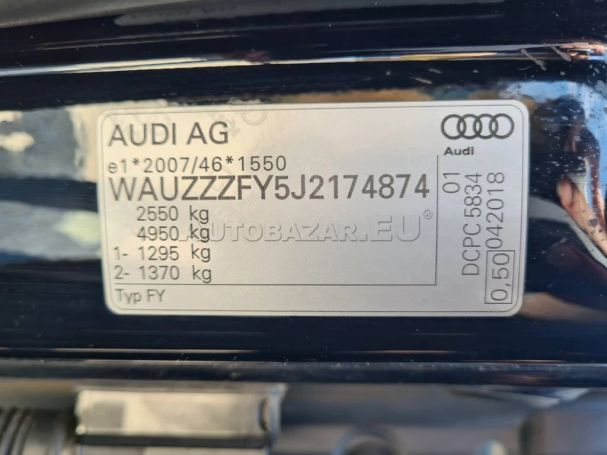 AUDI AG
Audi
e1*2007/46*1550
WAUZZZFY5J2174874
2550 kg
4950 kg
1- 1295 kg
2- 1370 kg
Typ FY
01
DCPC 5834
0,50 042018
AUTOBAZAR.EU®